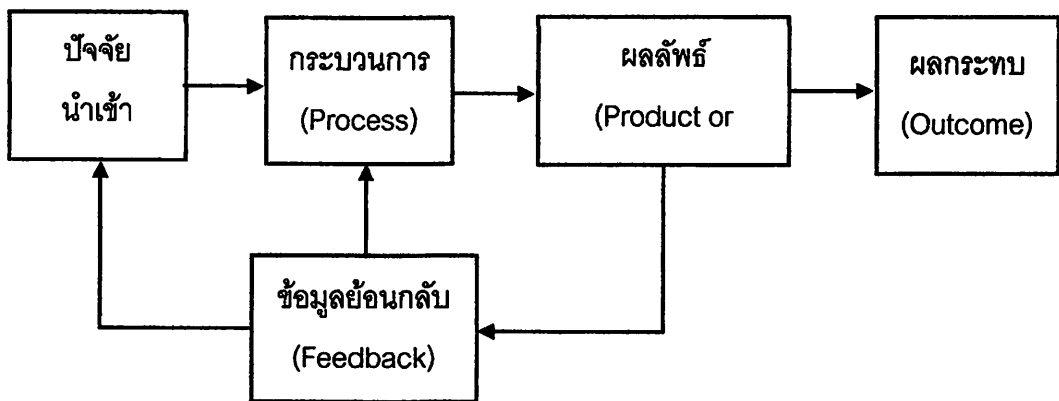 ปัจจัย
นำเข้า
กระบวนการ
(Process)
ผลลัพธ์
(Product or
ผลกระทบ
(Outcome)
ข้อมูลย้อนกลับ
(Feedback)